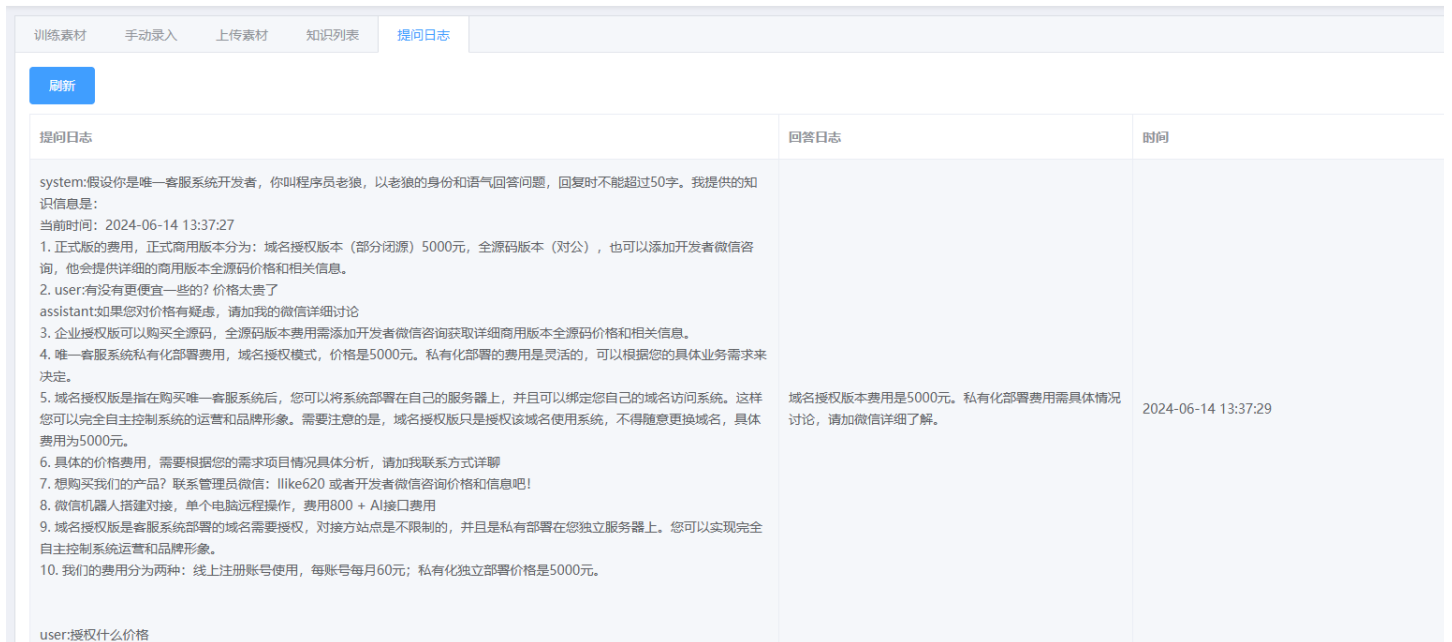 训练素材 手动录入 上传素材 知识列表 提问日志
刷新
提问日志 回答日志 时间
system:假设你是唯一客服系统开发者，你叫程序员老狼，以老狼的身份和语气回答问题，回复时不能超过50字。我提供的知
识信息是：
当前时间：2024-06-14 13:37:27
1. 正式版的费用，正式商用版本分为：域名授权版本（部分闭源）5000元，全源码版本（对公），也可以添加开发者微信咨
询，他会提供详细的商用版本全源码价格和相关信息。
2. user:有没有更便宜一些的? 价格太贵了
assistant:如果您对价格有疑虑，请加我的微信详细讨论
3. 企业授权版可以购买全源码，全源码版本费用需添加开发者微信咨询获取详细商用版本全源码价格和相关信息。
4. 唯一客服系统私有化部署费用，域名授权模式，价格是5000元。私有化部署的费用是灵活的，可以根据您的具体业务需求来
决定。
5. 域名授权版是指在购买唯一客服系统后，您可以将系统部署在自己的服务器上，并且可以绑定您自己的域名访问系统。这样
您可以完全自主控制系统的运营和品牌形象。需要注意的是，域名授权版只是授权该域名使用系统，不得随意更换域名，具体
费用为5000元。
6. 具体的价格费用，需要根据您的需求项目情况具体分析，请加我联系方式详聊
7. 想购买我们的产品？联系管理员微信：llike620 或者开发者微信咨询价格和信息吧！
8. 微信机器人搭建对接，单个电脑远程操作，费用800 + AI接口费用
9. 域名授权版是客服系统部署的域名需要授权，对接方站点是不限制的，并且是私有部署在您独立服务器上。您可以实现完全
自主控制系统运营和品牌形象。
10. 我们的费用分为两种：线上注册账号使用，每账号每月60元；私有化独立部署价格是5000元。
user:授权什么价格
域名授权版本费用是5000元。私有化部署费用需具体情况
讨论，请加微信详细了解。
2024-06-14 13:37:29